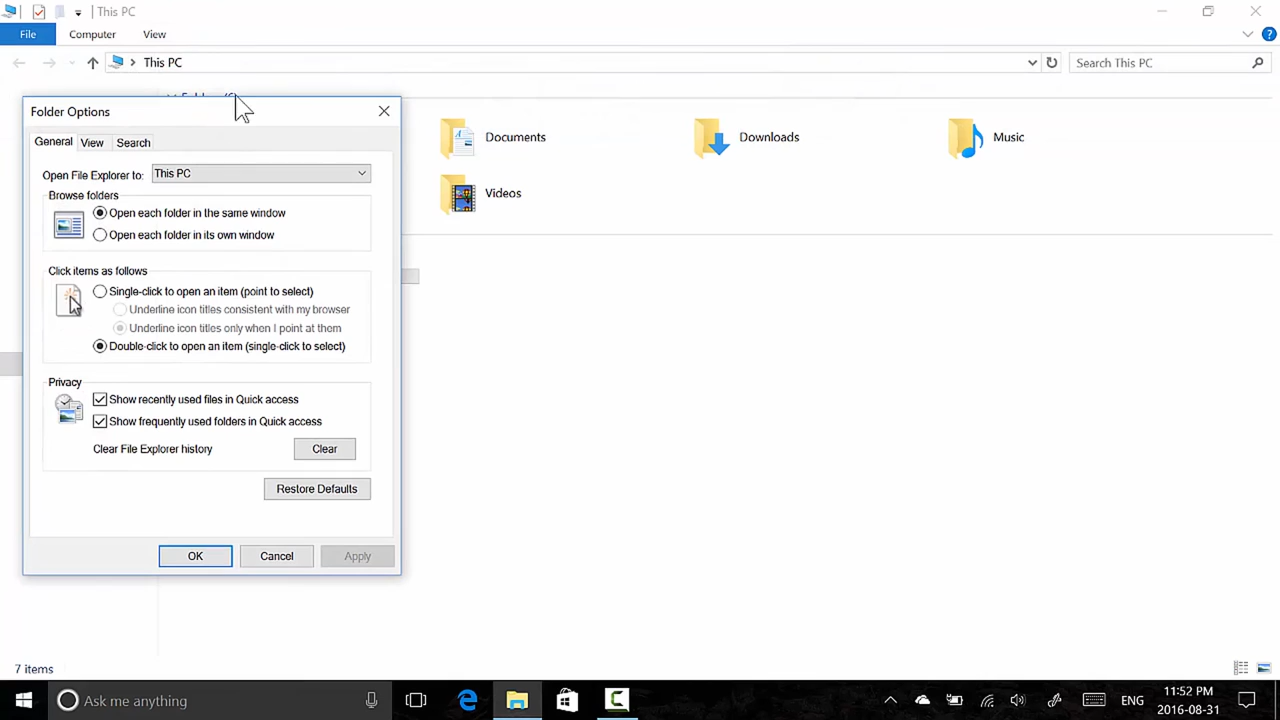 This PC
File
Computer
View
This PC
Search This PC
Folder Options
General
View
Search
Open File Explorer to:
This PC
Browse folders
Open each folder in the same window
Open each folder in its own window
Click items as follows
Single-click to open an item (point to select)
Underline icon titles consistent with my browser
Underline icon titles only when I point at them
Double-click to open an item (single-click to select)
Privacy
Show recently used files in Quick access
Show frequently used folders in Quick access
Clear File Explorer history
Clear
Restore Defaults
OK
Cancel
Apply
Documents
Downloads
Music
Videos
7 items
Ask me anything
ENG
11:52 PM
2016-08-31